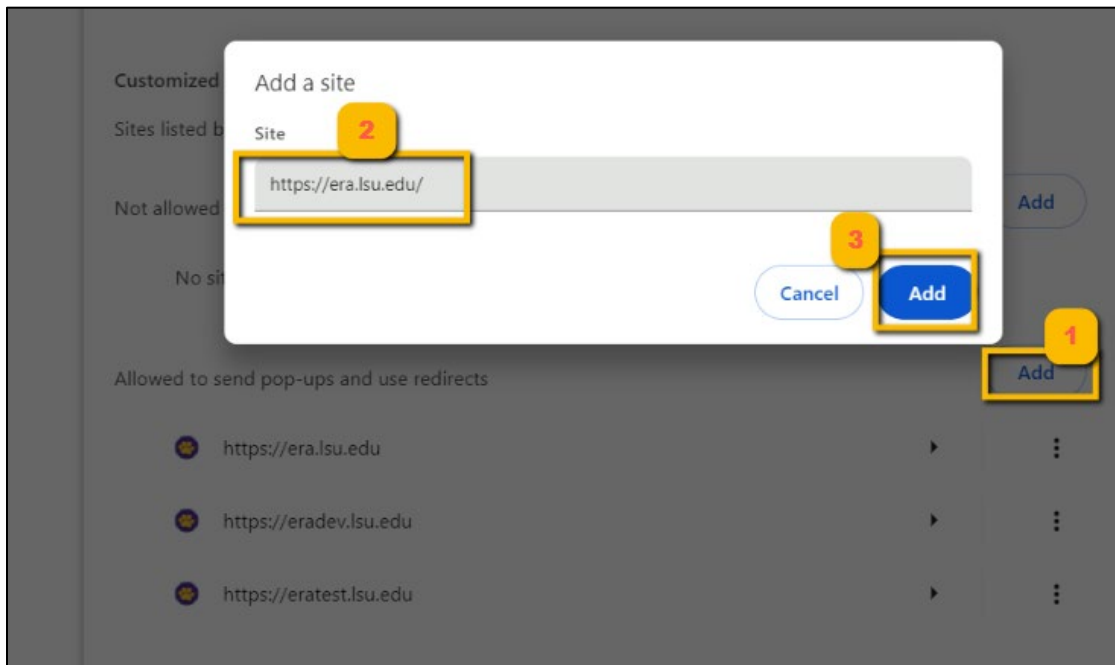 Customized
Add a site
Sites listed b
Site
2
https://era.lsu.edu/
Not allowed
Add
3
No sit
Cancel
Add
1
Allowed to send pop-ups and use redirects
Add
https://era.lsu.edu
https://eradev.lsu.edu
https://eratest.lsu.edu